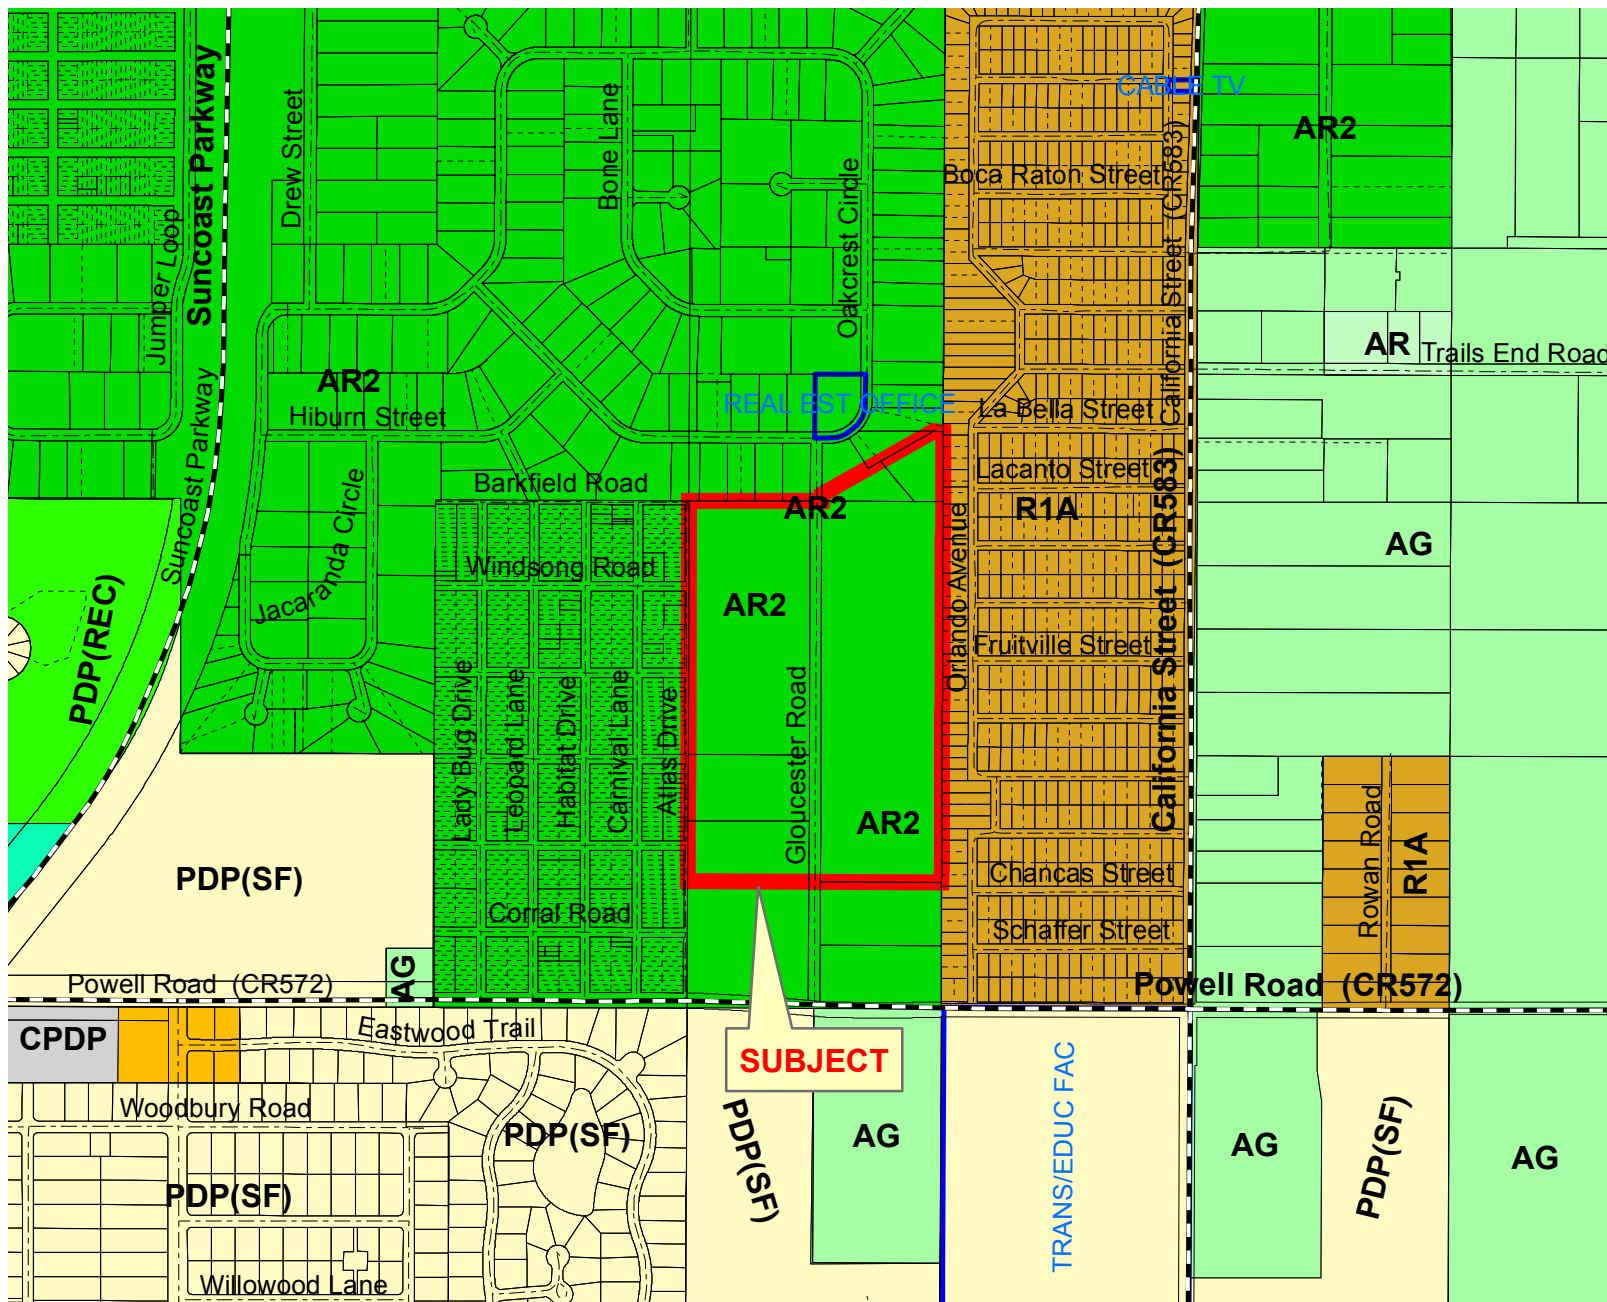 CABLE TV
AR2
Suncoast Parkway
Drew Street
Bone Lane
Oakcrest Circle
Boca Raton Street
California Street (CR583)
Jumper Loop
AR
Trails End Road
AR2
Hiburn Street
REAL EST OFFICE
La Bella Street
Suncoast Parkway
Barkfield Road
Lacanto Street
AR2
R1A
Jacaranda Circle
Orlando Avenue
California Street (CR583)
AG
Windsong Road
AR2
PDP(REC)
Fruitville Street
Lady Bug Drive
Leopard Lane
Habitat Drive
Carnival Lane
Atlas Drive
Gloucester Road
AR2
Rowan Road
R1A
PDP(SF)
Chancas Street
Corral Road
Schaffer Street
Powell Road (CR572)
AG
Powell Road (CR572)
CPDP
Eastwood Trail
SUBJECT
Woodbury Road
PDP(SF)
PDP(SF)
AG
TRANS/EDUC FAC
AG
PDP(SF)
AG
PDP(SF)
Willowood Lane